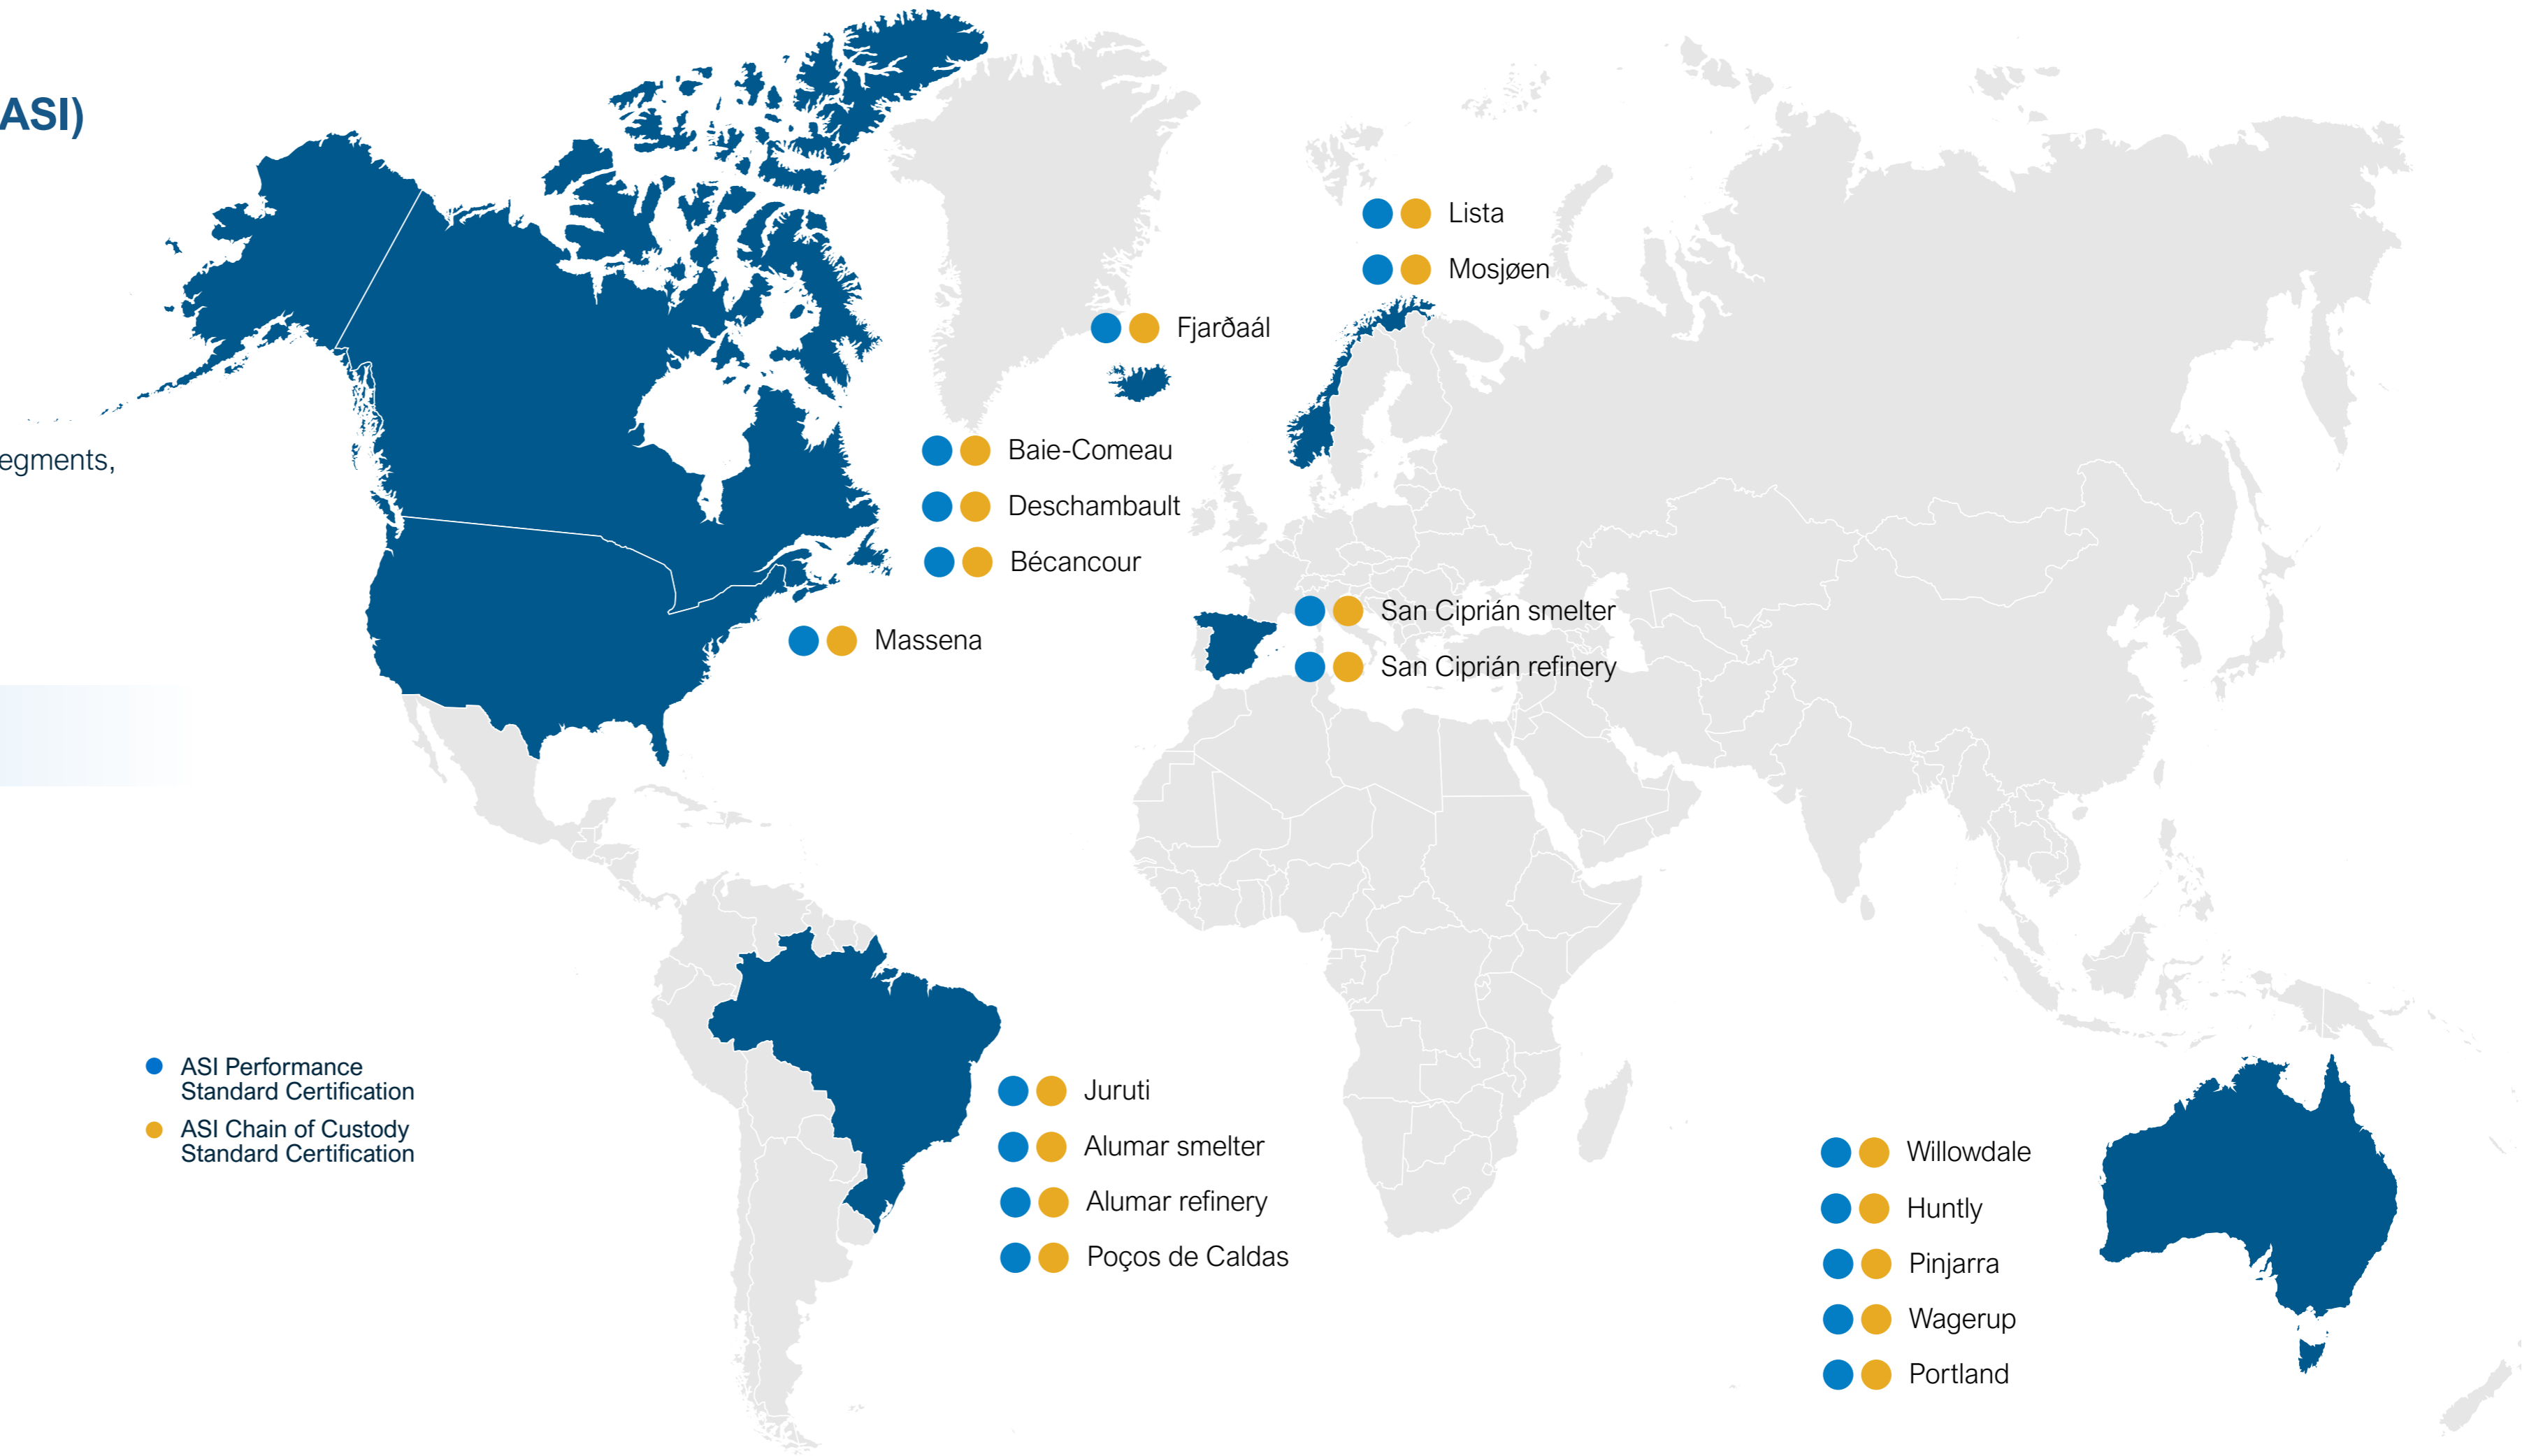 ASI)
egments,
Lista
Mosjøen
Fjarðaál
Baie-Comeau
Deschambault
Bécancour
Massena
San Ciprián smelter
San Ciprián refinery
ASI Performance
Standard Certification
ASI Chain of Custody
Standard Certification
Juruti
Alumar smelter
Alumar refinery
Poços de Caldas
Willowdale
Huntly
Pinjarra
Wagerup
Portland